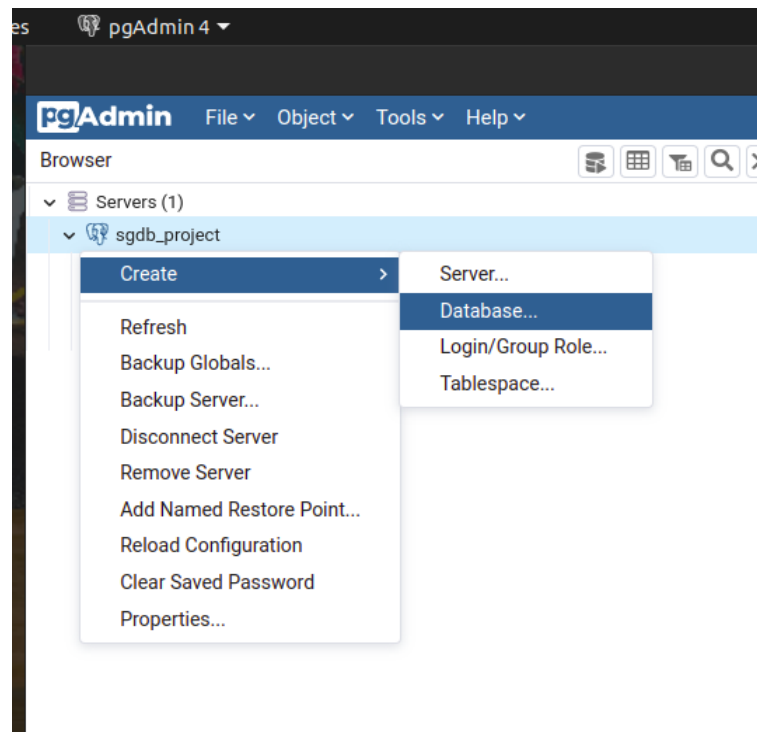 es pgAdmin 4
pgAdmin File Object Tools Help
Browser
Servers (1)
sgdb_project
Create
Refresh
Backup Globals...
Backup Server...
Disconnect Server
Remove Server
Add Named Restore Point...
Reload Configuration
Clear Saved Password
Properties...
Server...
Database...
Login/Group Role...
Tablespace...